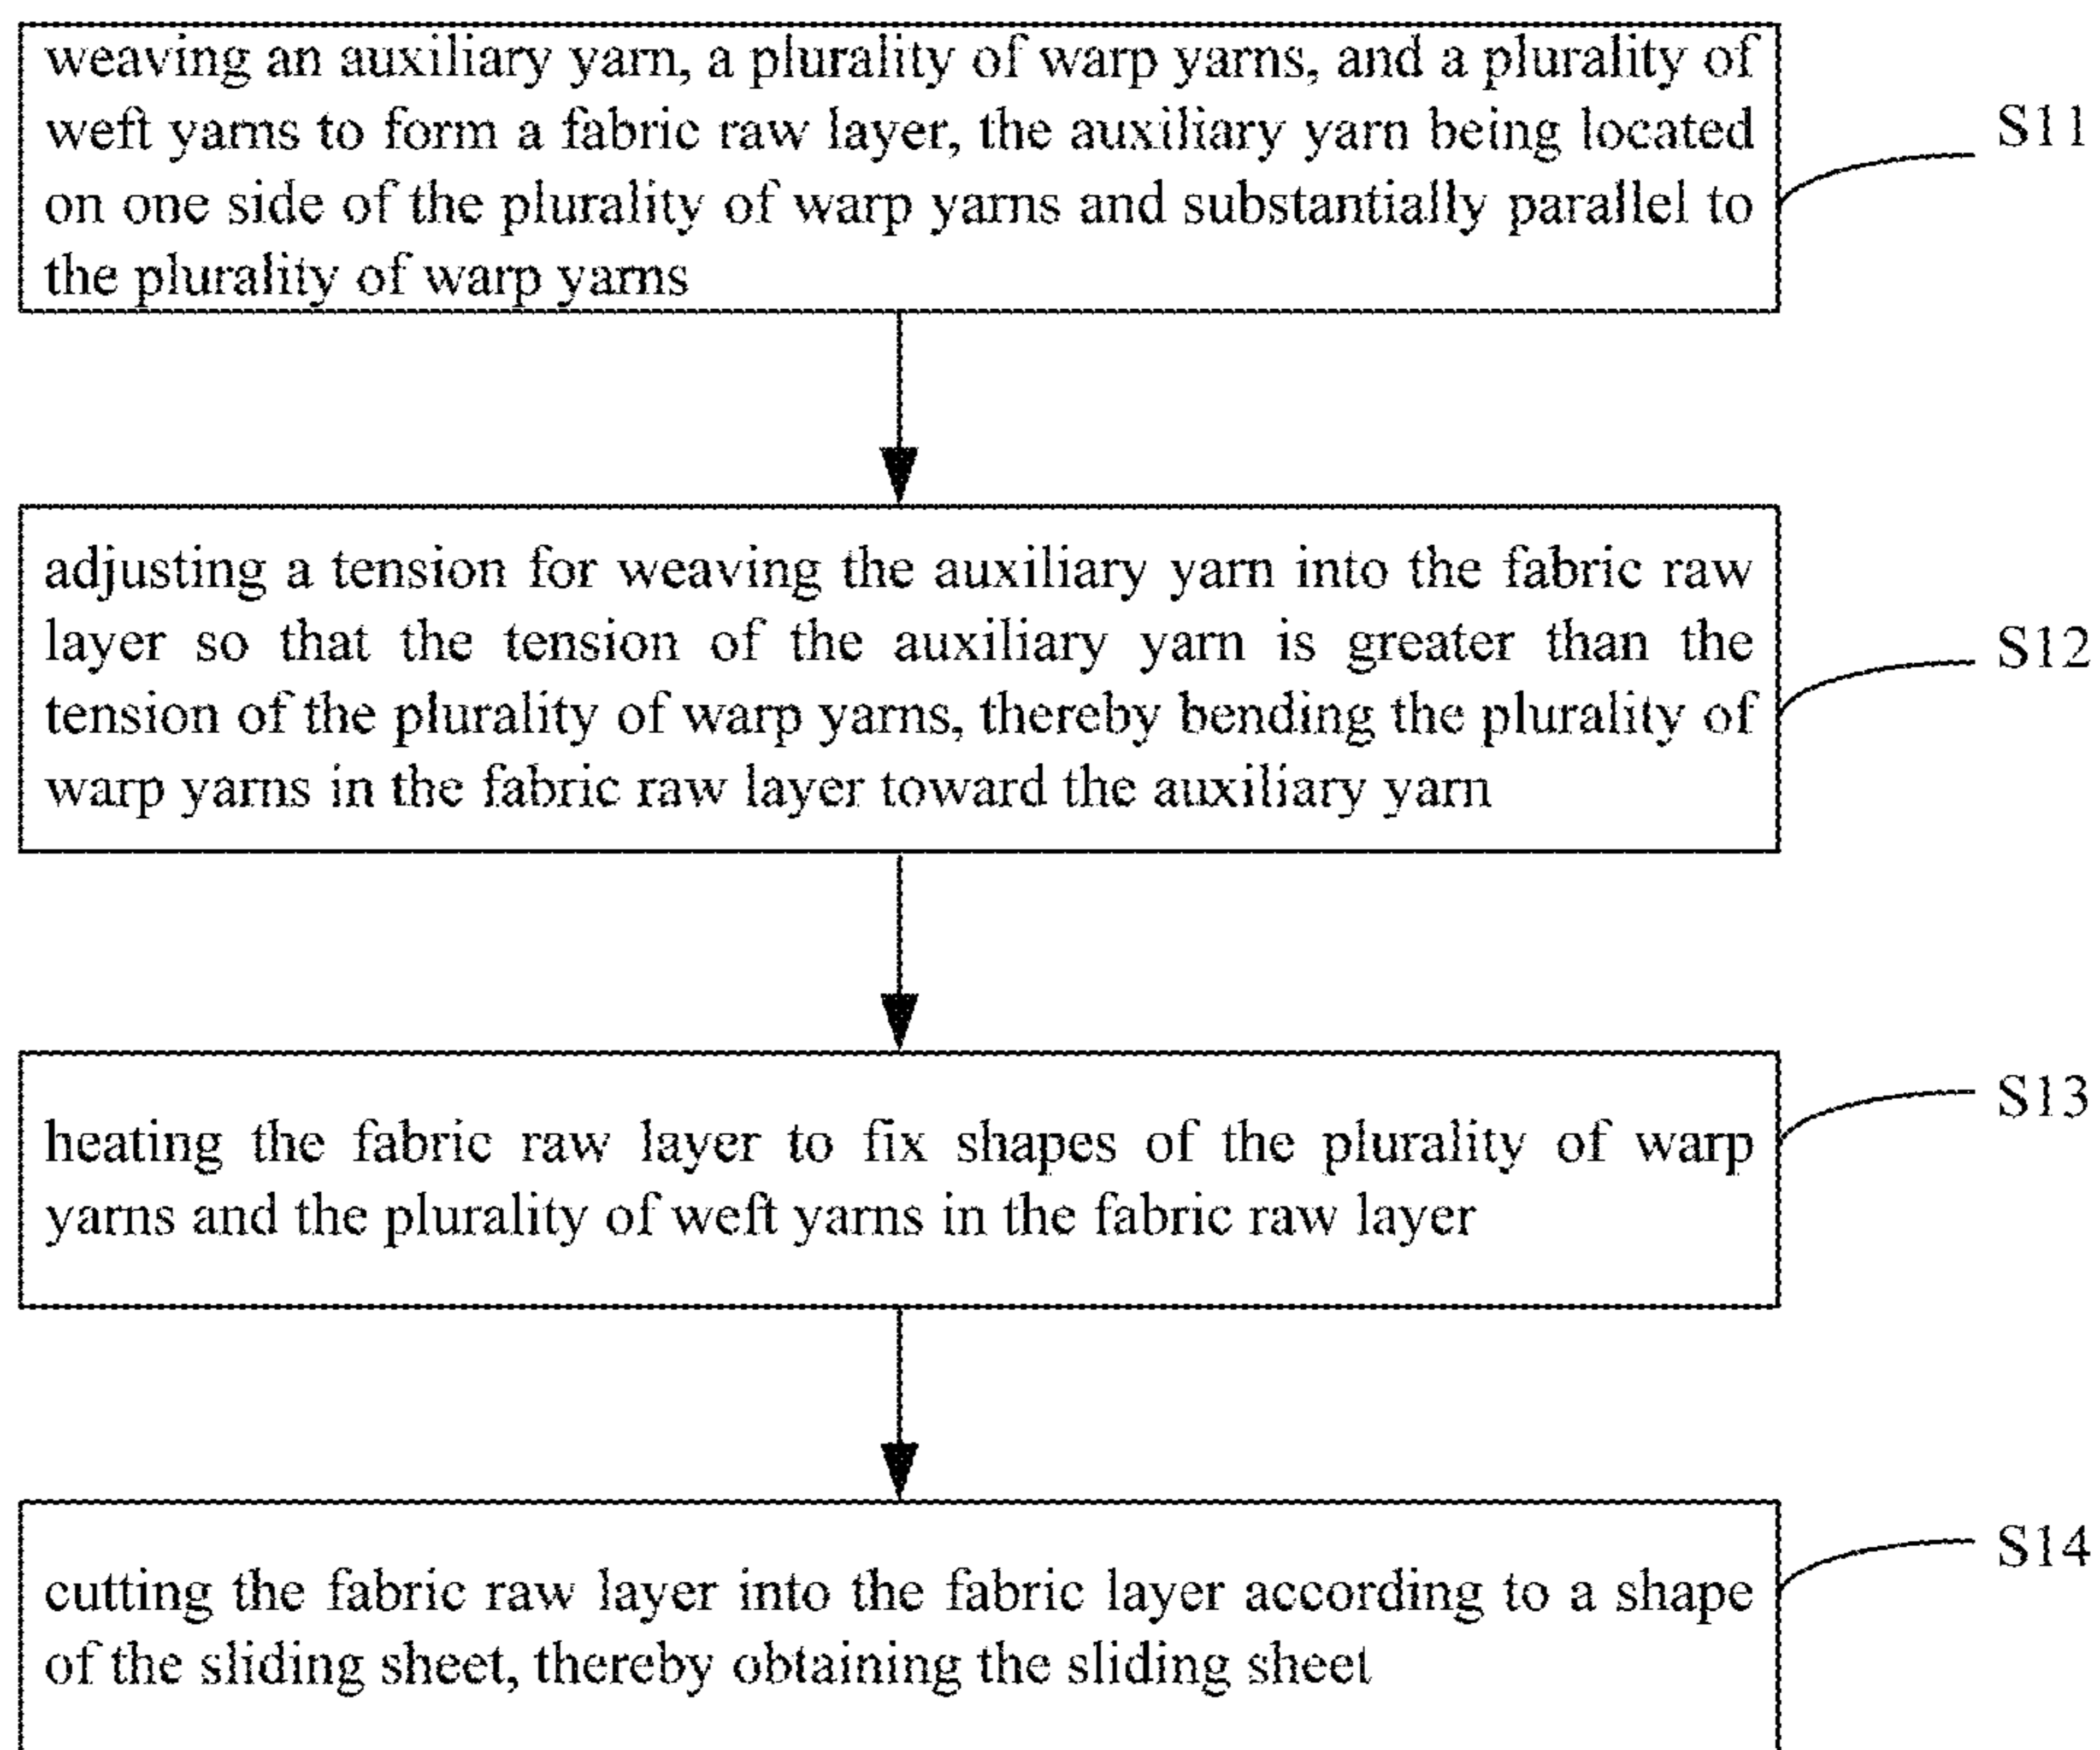 weaving an auxiliary yarn, a plurality of warp yarns, and a plurality of
weft yarns to form a fabric raw layer, the auxiliary yarn being located
on one side of the plurality of warp yarns and substantially parallel to
the plurality of warp yarns
S11
adjusting a tension for weaving the auxiliary yarn into the fabric raw
layer so that the tension of the auxiliary yarn is greater than the
tension of the plurality of warp yarns, thereby bending the plurality of
warp yarns in the fabric raw layer toward the auxiliary yarn
S12
heating the fabric raw layer to fix shapes of the plurality of warp
yarns and the plurality of weft yarns in the fabric raw layer
S13
cutting the fabric raw layer into the fabric layer according to a shape
of the sliding sheet, thereby obtaining the sliding sheet
S14